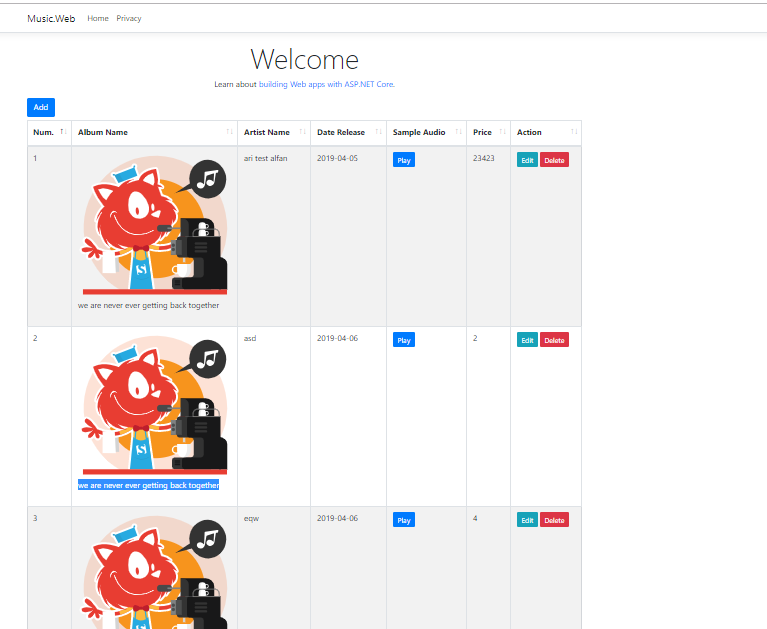 Music.Web Home Privacy
Welcome
Learn about building Web apps with ASP.NET Core.
Add
Num. Album Name Artist Name Date Release Sample Audio Price Action
1 ari test alfan 2019-04-05 Play 23423 Edit Delete
we are never ever getting back together
2 asd 2019-04-06 Play 2 Edit Delete
we are never ever getting back together
3 eqw 2019-04-06 Play 4 Edit Delete